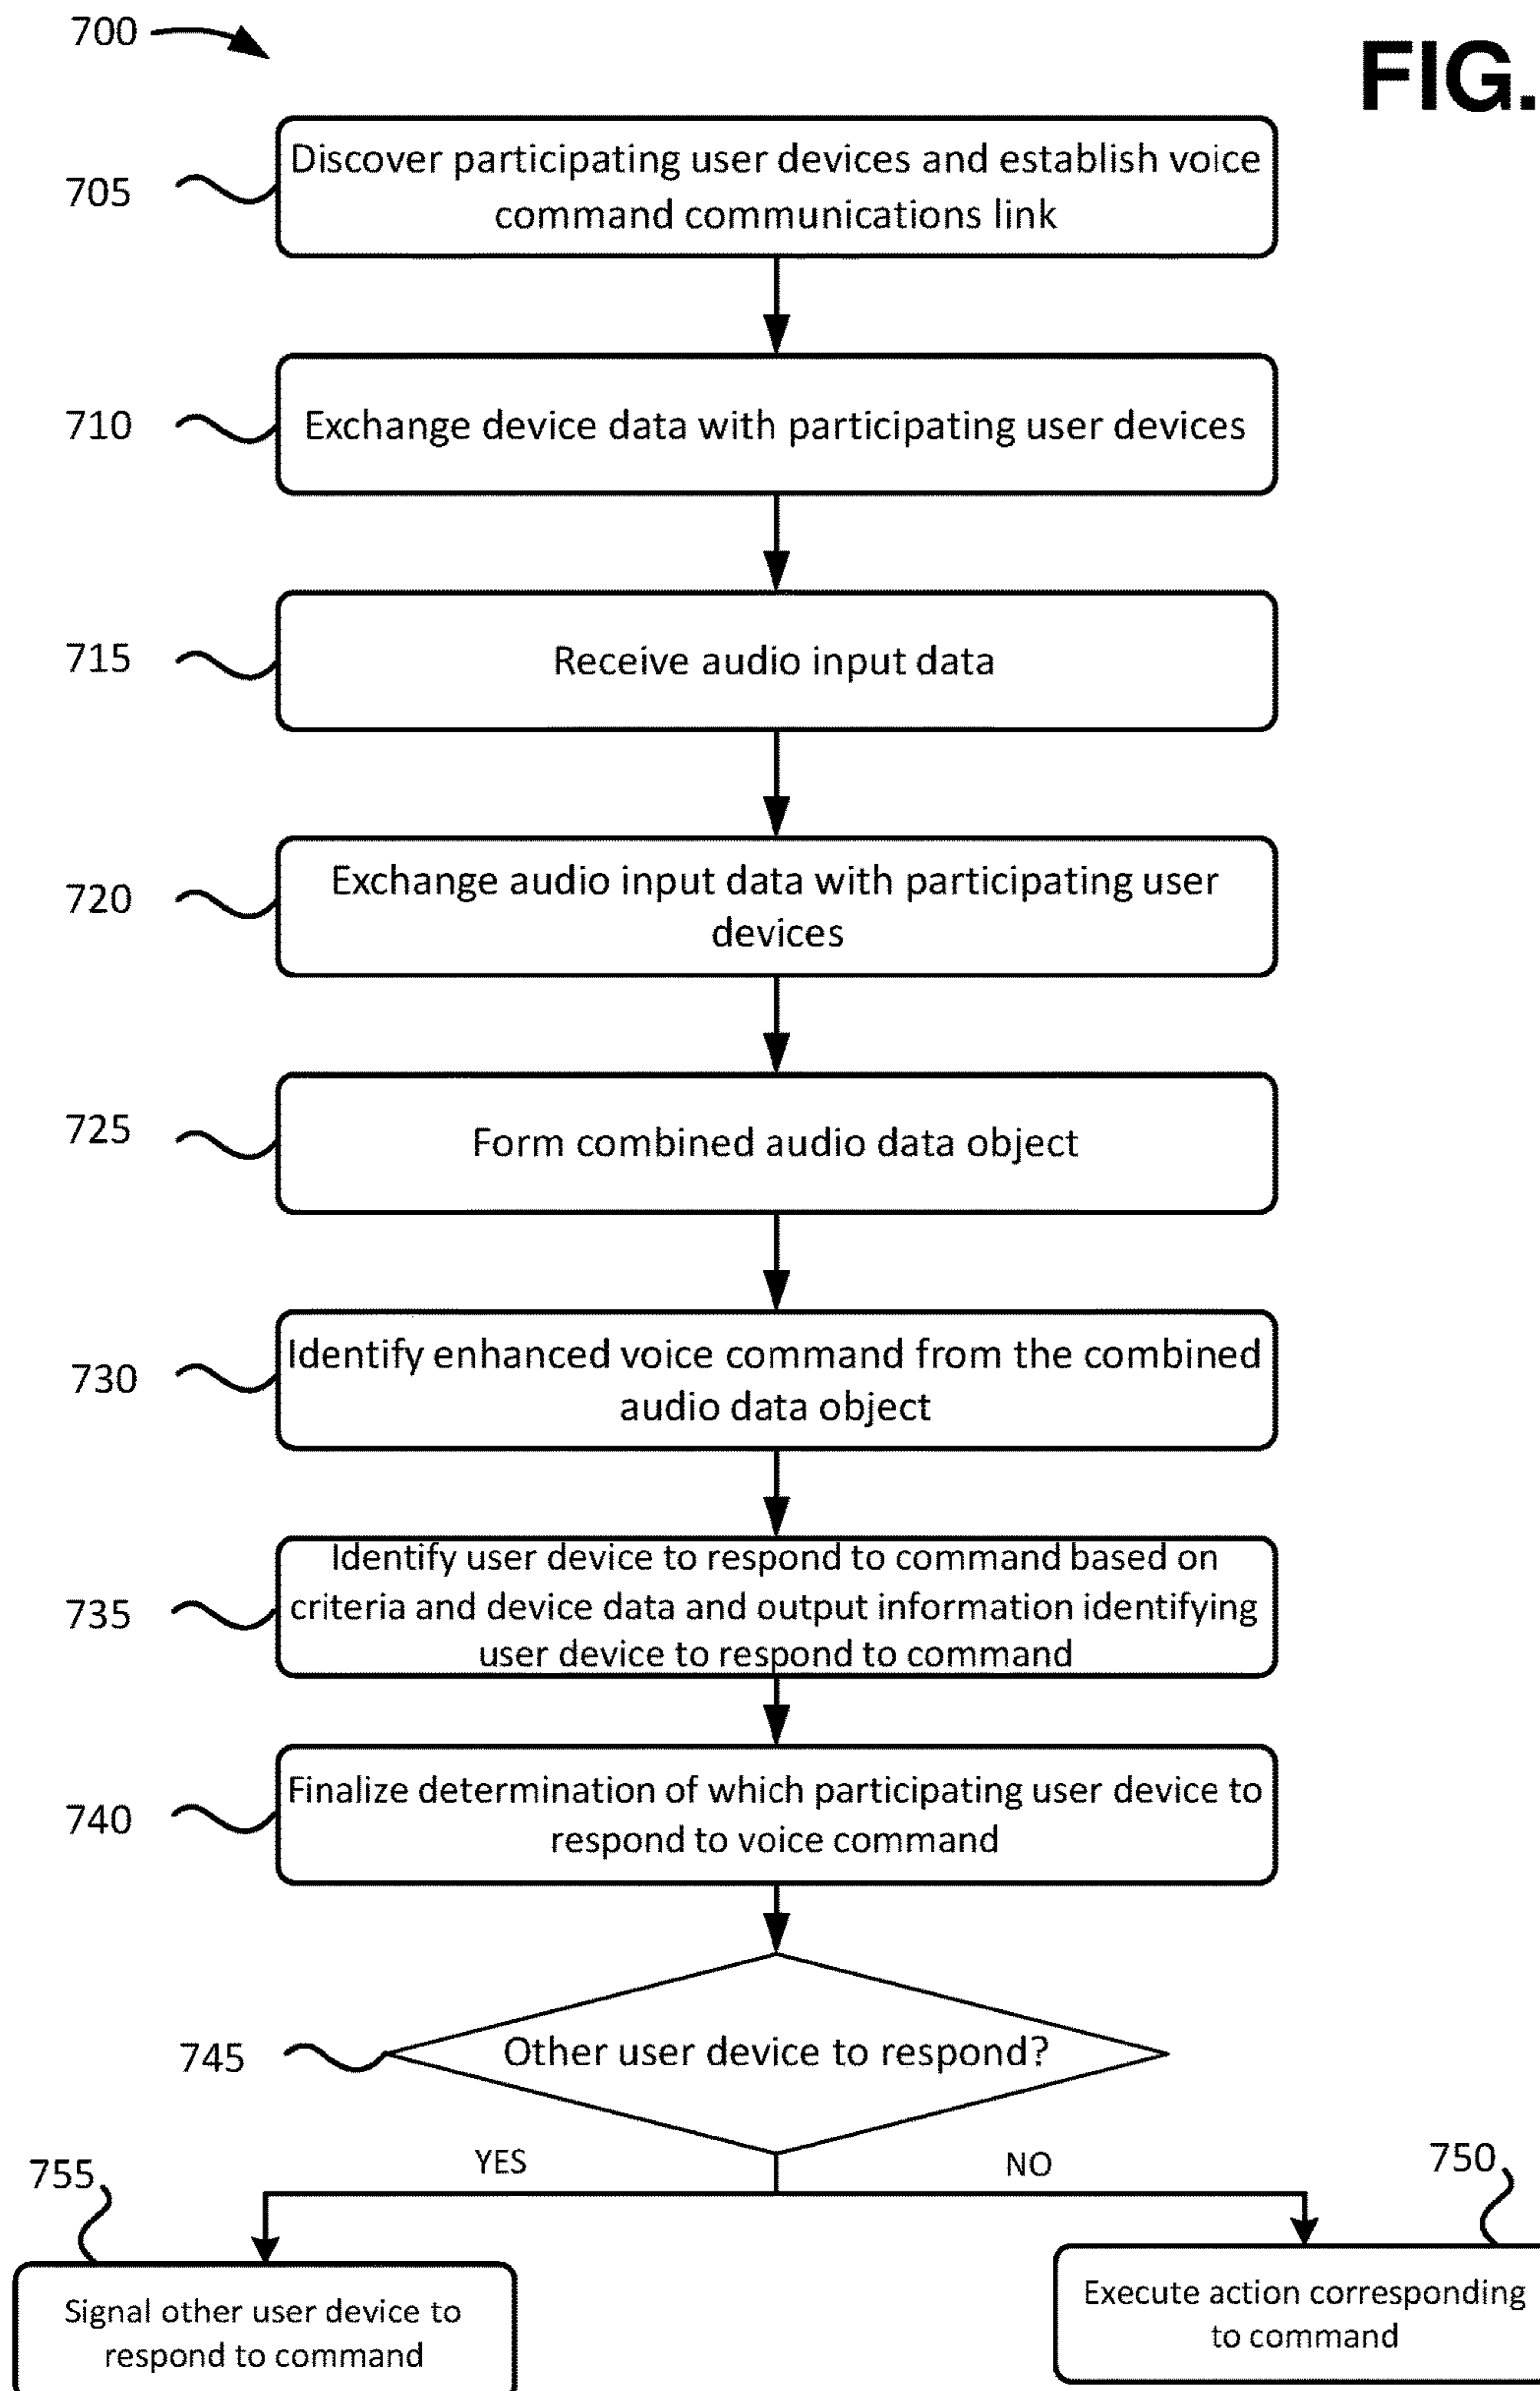 700
FIG.
Discover participating user devices and establish voice
command communications link
705
Exchange device data with participating user devices
710
Receive audio input data
715
Exchange audio input data with participating user
devices
720
Form combined audio data object
725
Identify enhanced voice command from the combined
audio data object
730
Identify user device to respond to command based on
criteria and device data and output information identifying
user device to respond to command
735
Finalize determination of which participating user device to
respond to voice command
740
Other user device to respond?
745
YES
NO
755
750
Signal other user device to
respond to command
Execute action corresponding
to command